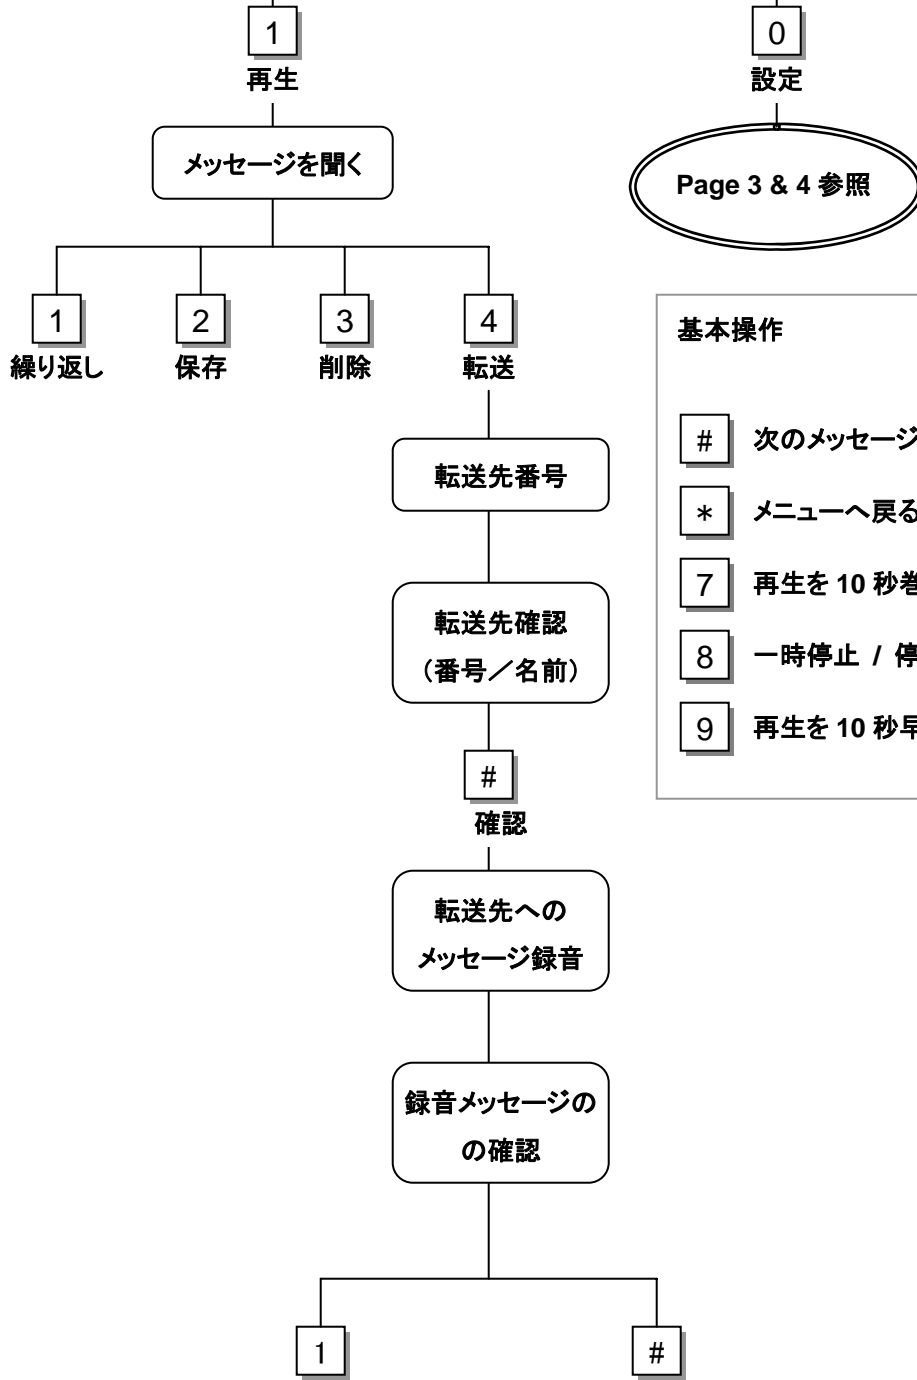 1
再生
メッセージを聞く
0
設定
Page 3 & 4 参照
1
繰り返し
2
保存
3
削除
4
転送
転送先番号
転送先確認
（番号／名前）
#
確認
転送先への
メッセージ録音
録音メッセージの
の確認
1
#
基本操作
# 次のメッセージ
* メニューへ戻る
7 再生を 10 秒巻
8 一時停止 / 停
9 再生を 10 秒早